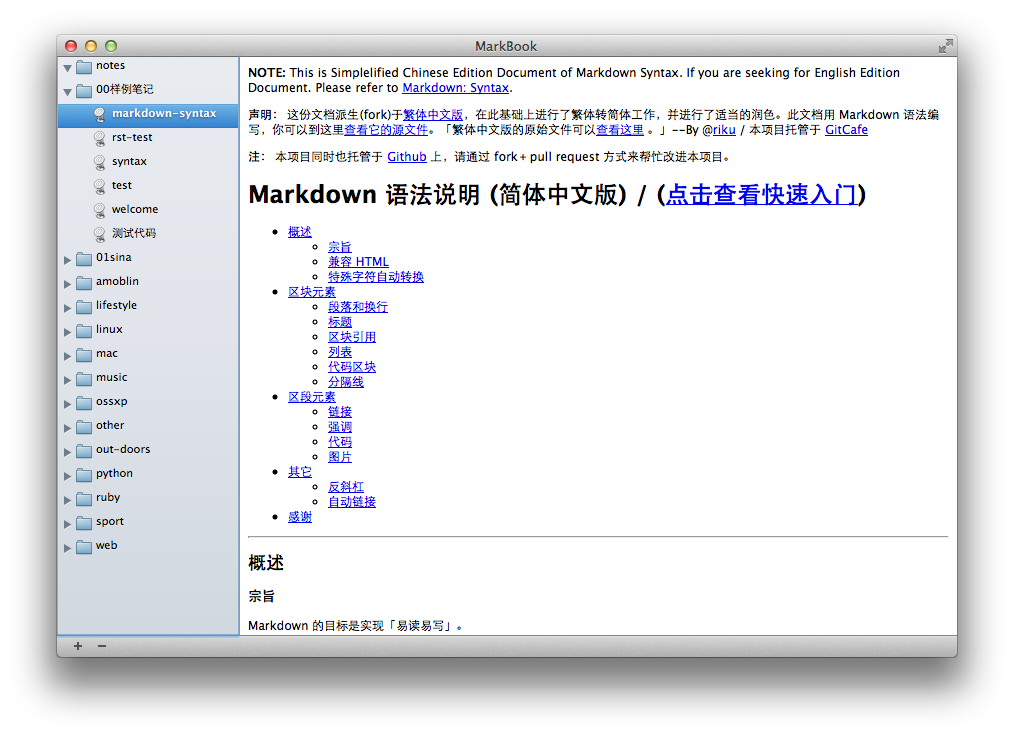 MarkBook
notes
00样例笔记
markdown-syntax
rst-test
syntax
test
welcome
测试代码
01sina
amoblin
lifestyle
linux
mac
music
ossxp
other
out-doors
python
ruby
sport
web
NOTE: This is Simplelified Chinese Edition Document of Markdown Syntax. If you are seeking for English Edition
Document. Please refer to Markdown: Syntax.
声明： 这份文档派生(fork)于繁体中文版，在此基础上进行了繁体转简体工作，并进行了适当的润色。此文档用 Markdown 语法编
写，你可以到这里查看它的源文件。「繁体中文版的原始文件可以查看这里 。」--By @riku / 本项目托管于 GitCafe
注： 本项目同时也托管于 Github 上，请通过 fork+pull request 方式来帮忙改进本项目。
Markdown 语法说明 (简体中文版) / (点击查看快速入门)
概述
宗旨
兼容 HTML
特殊字符自动转换
区块元素
段落和换行
标题
区块引用
列表
代码区块
分隔线
区段元素
链接
强调
代码
图片
其它
反斜杠
自动链接
感谢
概述
宗旨
Markdown 的目标是实现「易读易写」。